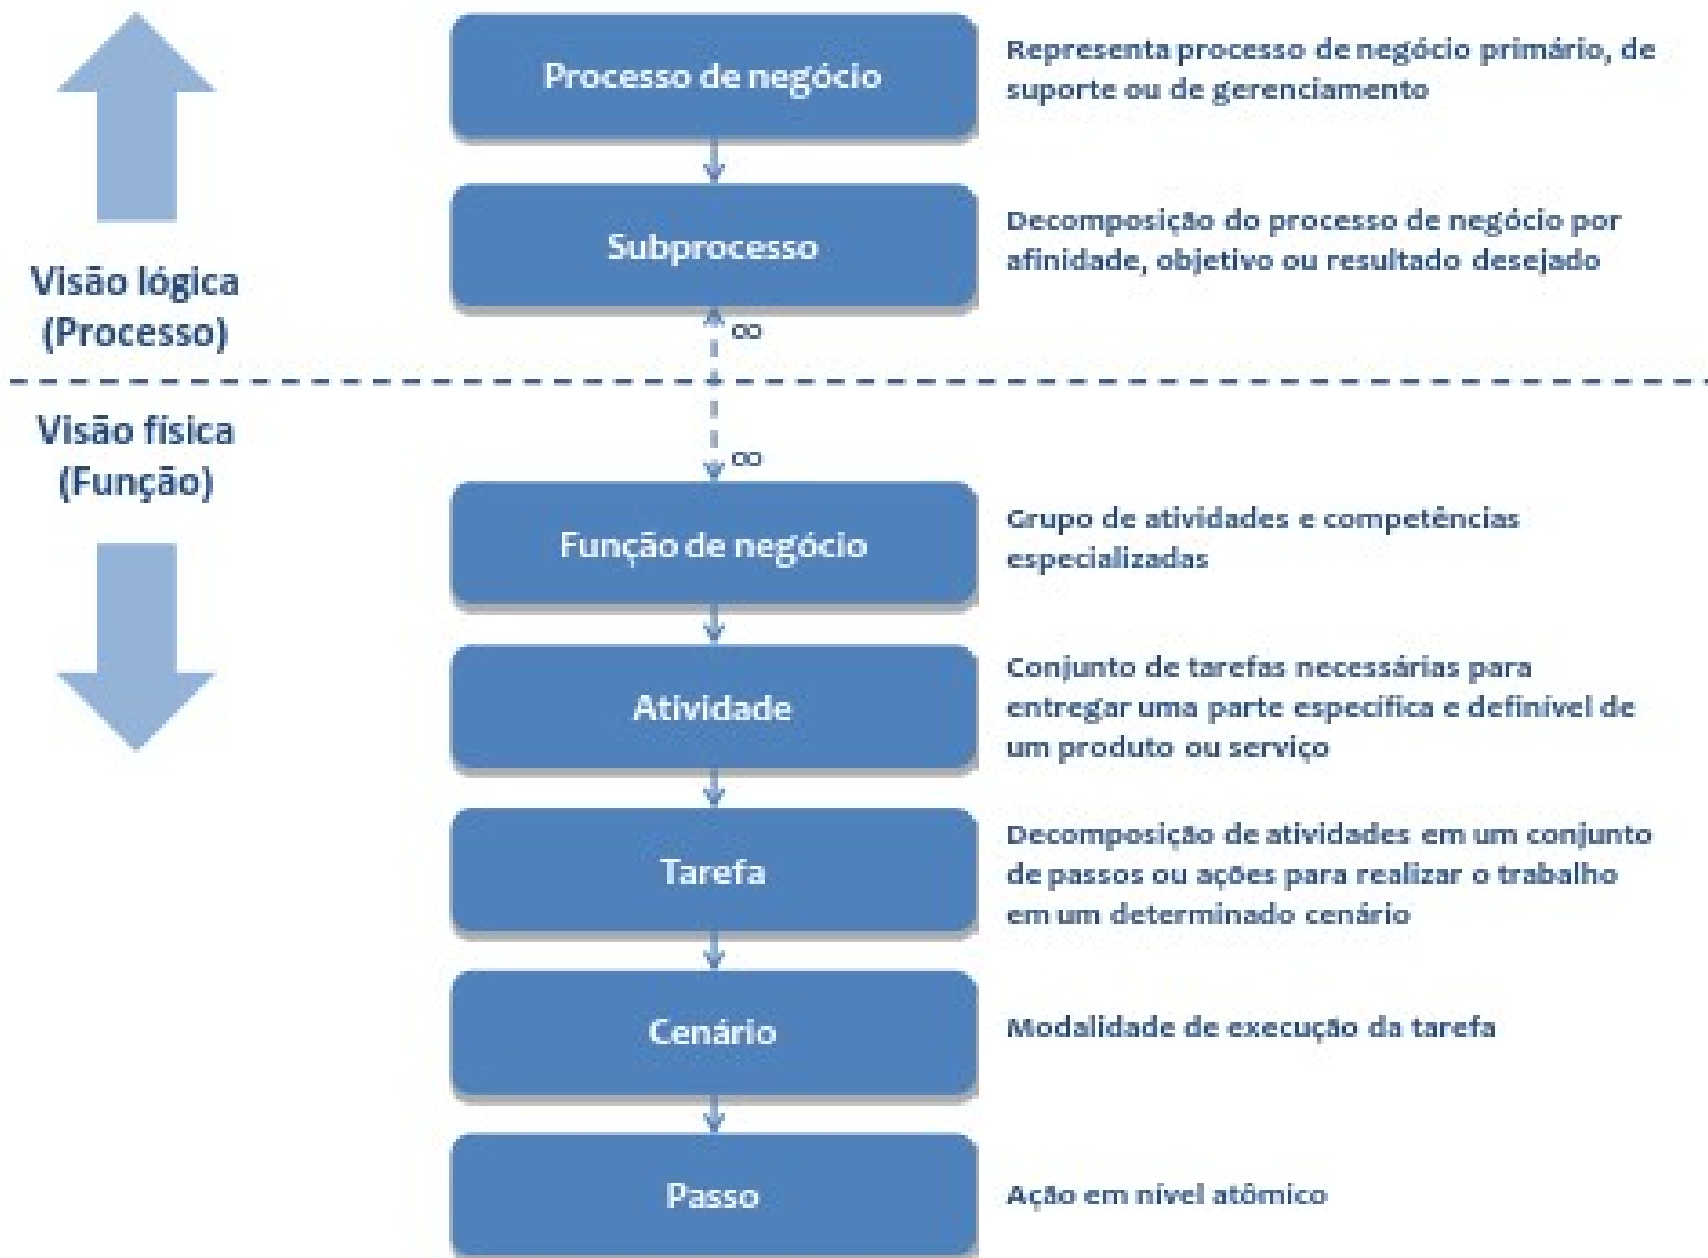 Processo de negócio
Representa processo de negócio primário, de
suporte ou de gerenciamento
Subprocesso
Decomposição do processo de negócio por
afinidade, objetivo ou resultado desejado
Visão lógica
(Processo)
∞
Visão física
(Função)
∞
Função de negócio
Grupo de atividades e competências
especializadas
Atividade
Conjunto de tarefas necessárias para
entregar uma parte específica e definível de
um produto ou serviço
Tarefa
Decomposição de atividades em um conjunto
de passos ou ações para realizar o trabalho
em um determinado cenário
Cenário
Modalidade de execução da tarefa
Passo
Ação em nível atômico